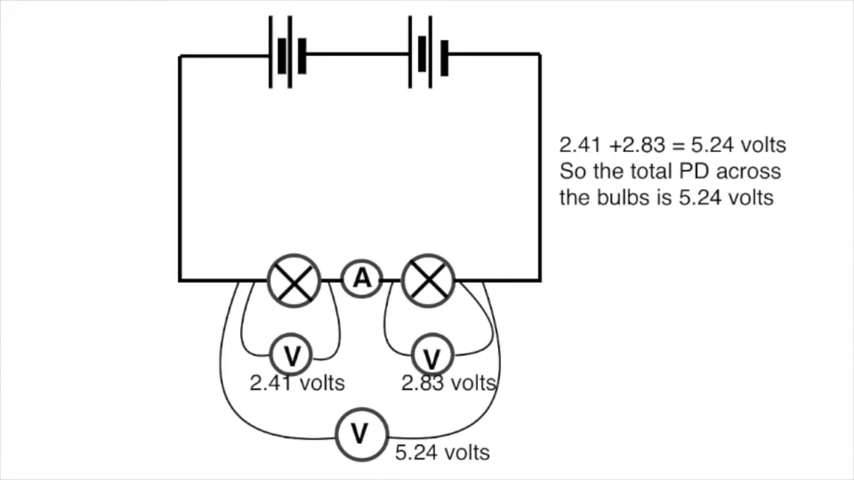 2.41 +2.83 = 5.24 volts
So the total PD across
the bulbs is 5.24 volts
A
V
V
2.41 volts
2.83 volts
V
5.24 volts